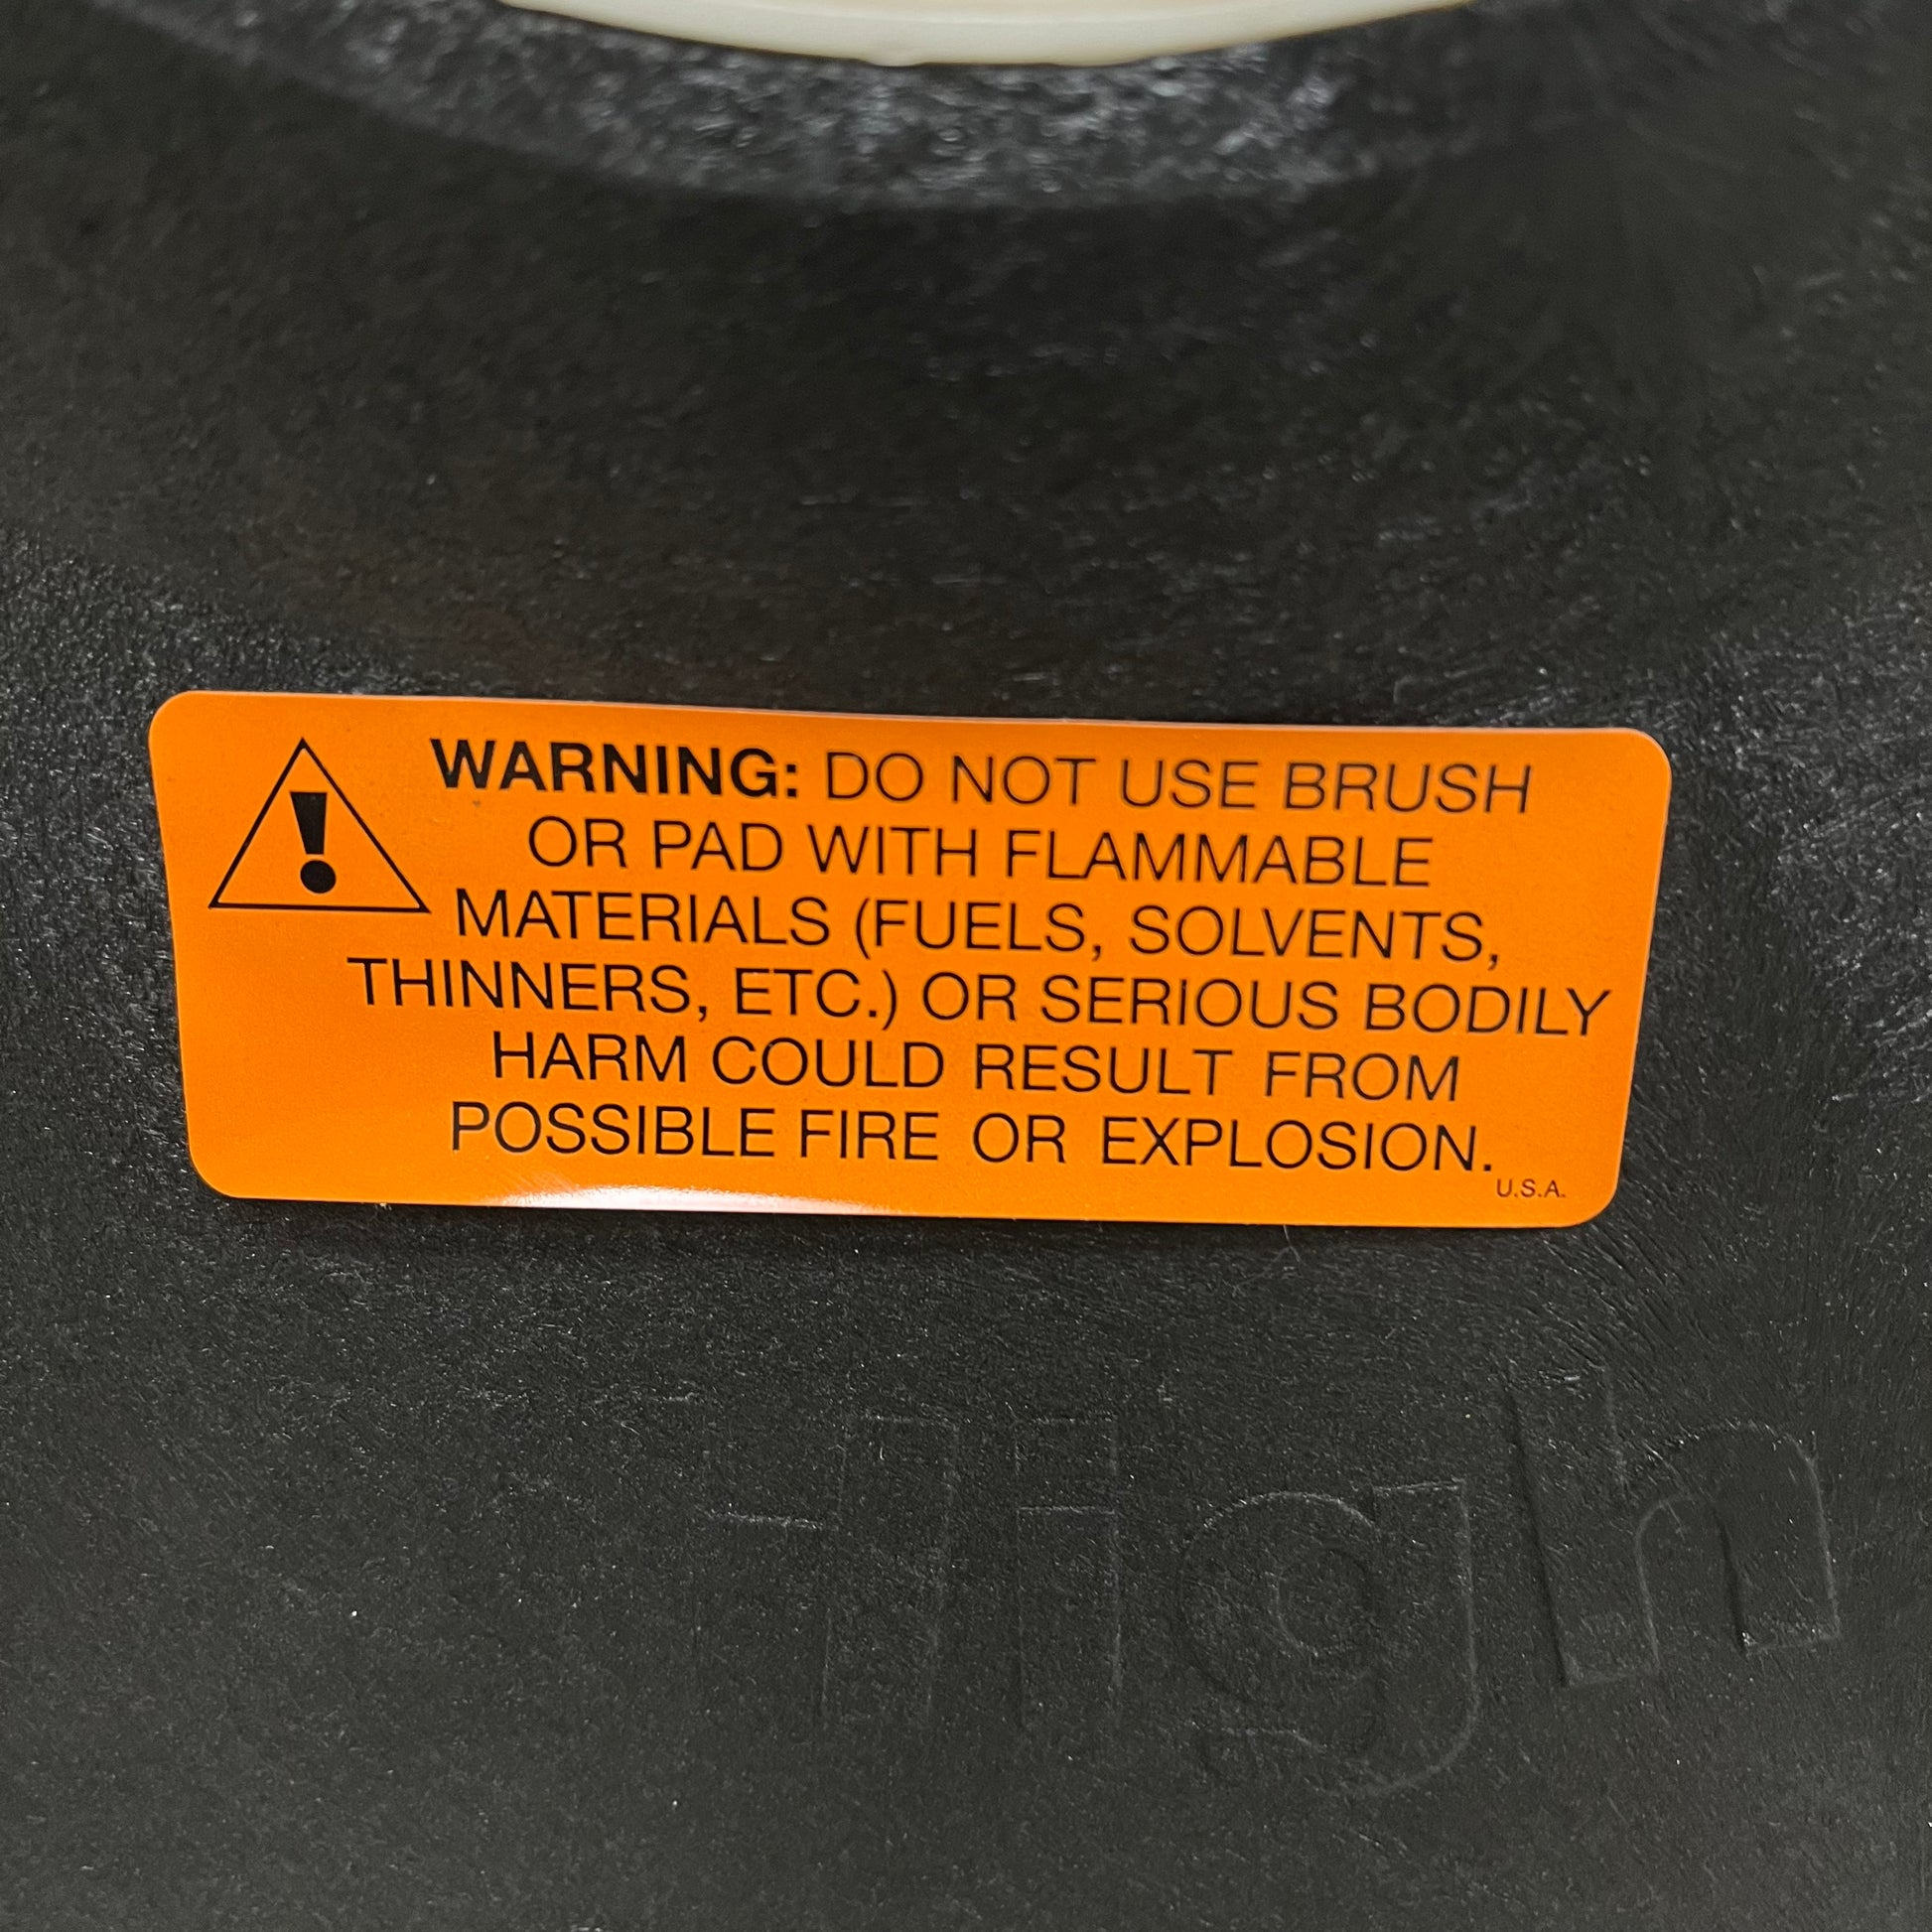 WARNING: DO NOT USE BRUSH
OR PAD WITH FLAMMABLE
MATERIALS (FUELS, SOLVENTS,
THINNERS, ETC.) OR SERIOUS BODILY
HARM COULD RESULT FROM
POSSIBLE FIRE OR EXPLOSION.
U.S.A.